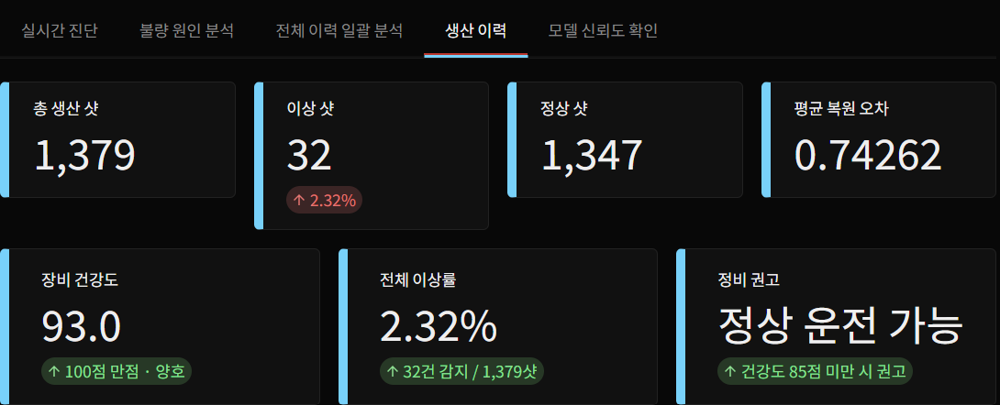 실시간 진단 불량 원인 분석 전체 이력 일괄 분석 생산 이력 모델 신뢰도 확인
총 생산 샷
1,379
이상 샷
32
↑ 2.32%
정상 샷
1,347
평균 복원 오차
0.74262
장비 건강도
93.0
↑ 100점 만점 · 양호
전체 이상률
2.32%
↑ 32건 감지 / 1,379샷
정비 권고
정상 운전 가능
↑ 건강도 85점 미만 시 권고